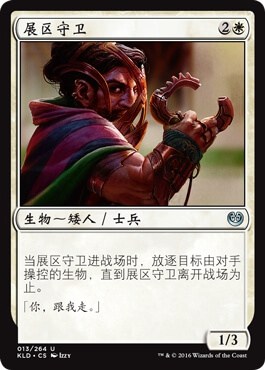 展区守卫 2
生物～矮人／士兵
当展区守卫进战场时，放逐目标由对手
操控的生物，直到展区守卫离开战场为
止。
「你，跟我走。」
1/3
013/264 U
KLD • CS Izzy
™ & © 2016 Wizards of the Coast